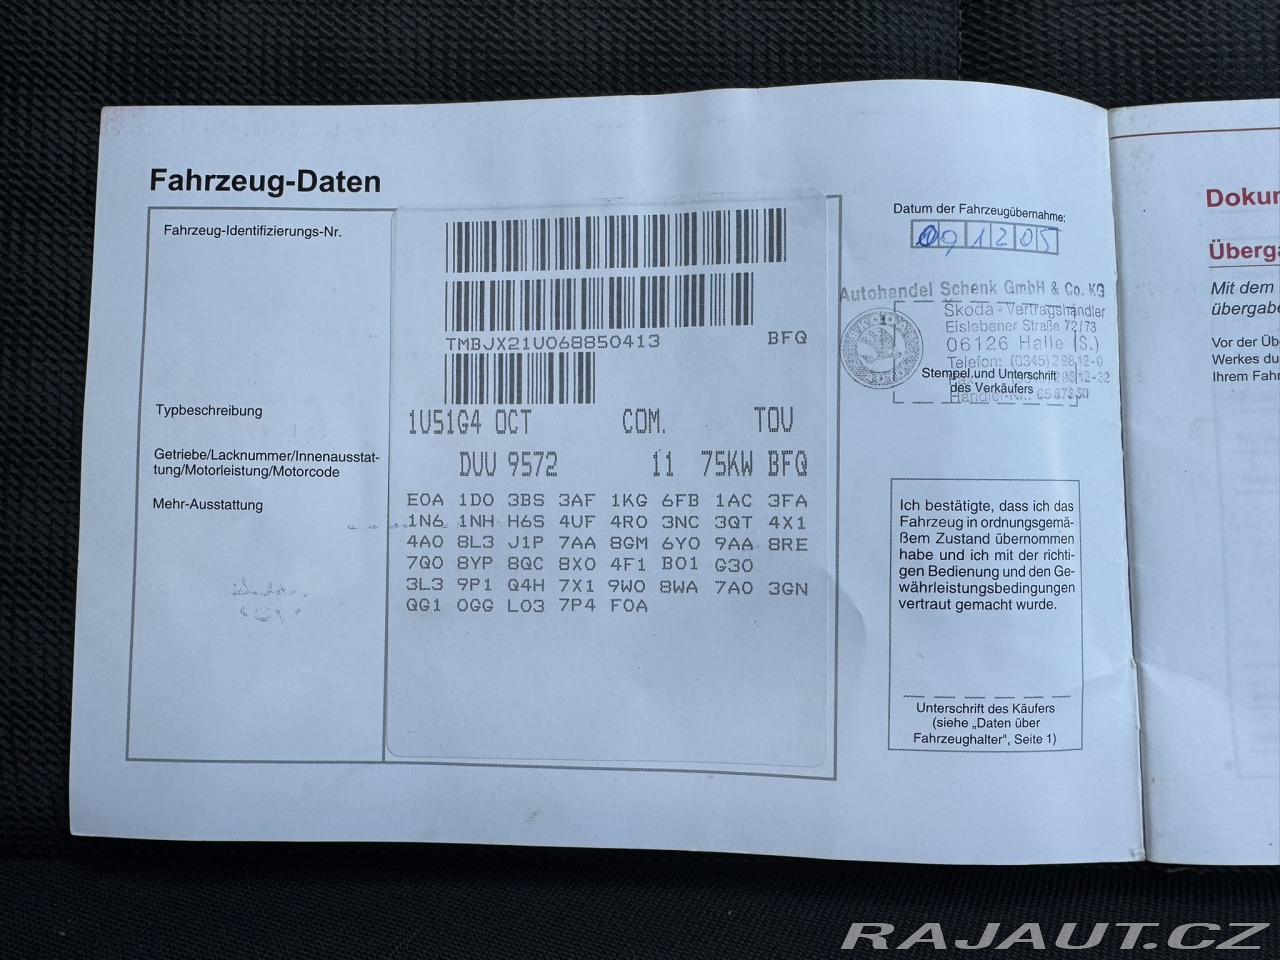 Fahrzeug-Daten
Fahrzeug-Identifizierungs-Nr.
TMBJX21U068850413 BFQ
Typbeschreibung
1U51G4 OCT COM. TOU
Getriebe/Lacknummer/Innenausstat-
tung/Motorleistung/Motorcode
DUU 9572 11 75KW BFQ
Mehr-Ausstattung
E0A 1D0 3BS 3AF 1KG 6FB 1AC 3FA
1N6 1NH H6S 4UF 4R0 3NC 3QT 4X1
4A0 8L3 J1P 7AA 8GM 6Y0 9AA 8RE
7Q0 8YP 8QC 8X0 4F1 B01 G30
3L3 9P1 Q4H 7X1 9W0 8WA 7A0 3GN
QG1 0GG L03 7P4 F0A
Datum der Fahrzeugübernahme:
091205
Autohandel Schenk GmbH & Co. KG
Škoda-Vertragshändler
Eislebener Straße 72/73
06126 Halle (S.)
Telefon: (0345) 298 12-0
Stempel und Unterschrift
des Verkäufers
SKODA
Ich bestätigte, dass ich das
Fahrzeug in ordnungsgemä-
ßem Zustand übernommen
habe und ich mit der richti-
gen Bedienung und den Ge-
währleistungsbedingungen
vertraut gemacht wurde.
Unterschrift des Käufers
(siehe „Daten über
Fahrzeughalter", Seite 1)
Dokum
Überga
Mit dem
übergabe
Vor der Üb
Werkes du
Ihrem Fahr
RAJAUT.CZ